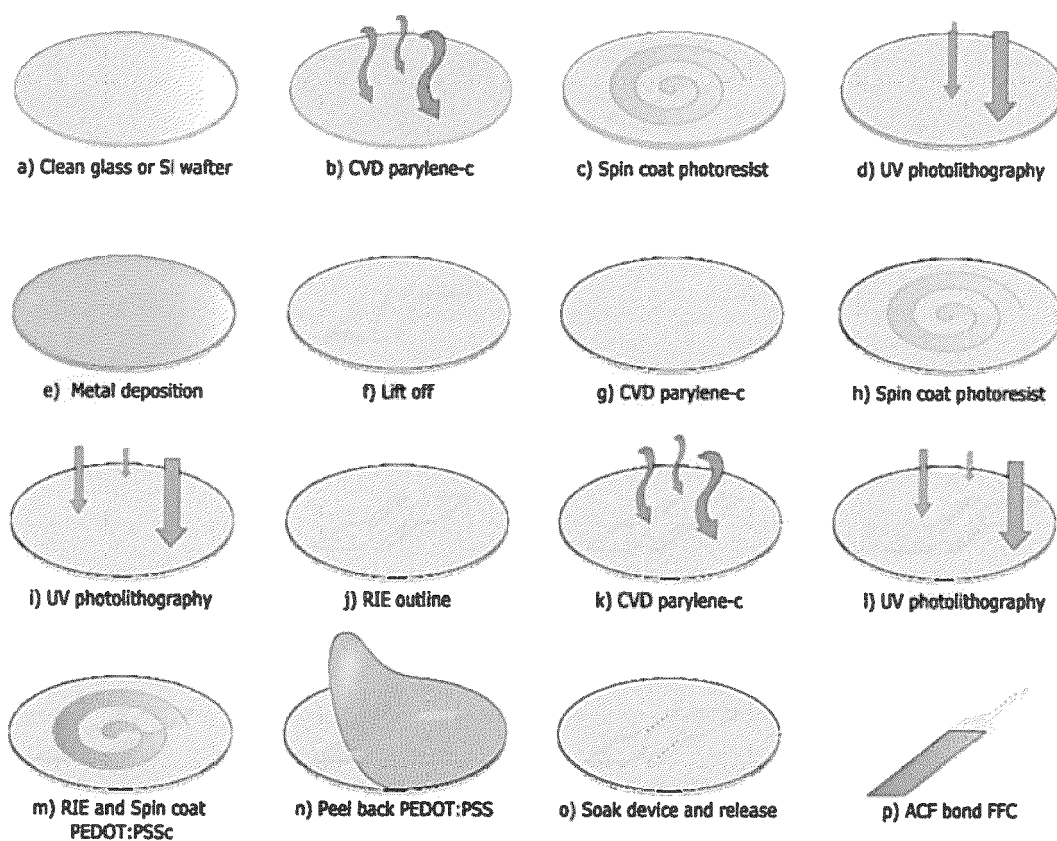 a) Clean glass or Si wafter
b) CVD parylene-c
c) Spin coat photoresist
d) UV photolithography
e) Metal deposition
f) Lift off
g) CVD parylene-c
h) Spin coat photoresist
i) UV photolithography
j) RIE outline
k) CVD parylene-c
l) UV photolithography
m) RIE and Spin coat
PEDOT:PSSc
n) Peel back PEDOT:PSS
o) Soak device and release
p) ACF bond FFC